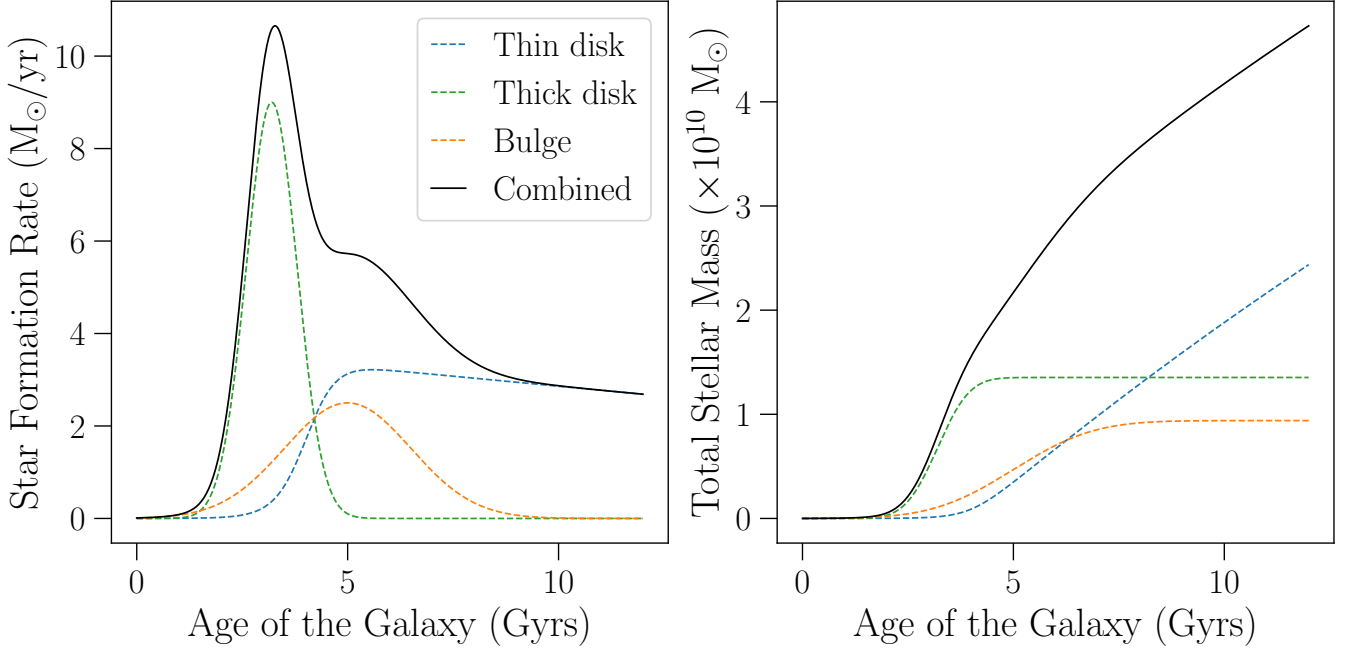 Star Formation Rate (M⊙/yr)
10
8
6
4
2
0
Thin disk
Thick disk
Bulge
Combined
0 5 10
Age of the Galaxy (Gyrs)
Total Stellar Mass (×10¹⁰ M⊙)
4
3
2
1
0
0 5 10
Age of the Galaxy (Gyrs)